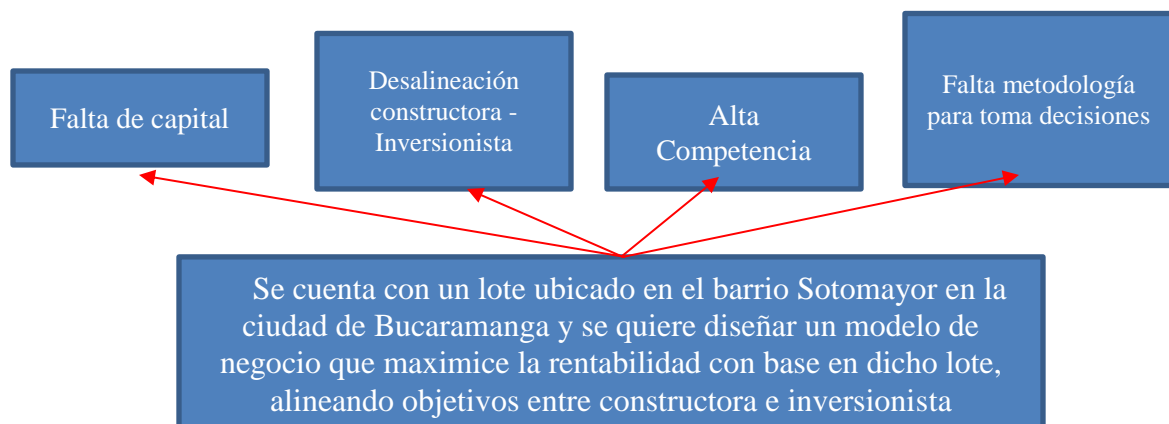 Falta de capital
Desalineación
constructora -
Inversionista
Alta
Competencia
Falta metodología
para toma decisiones
Se cuenta con un lote ubicado en el barrio Sotomayor en la
ciudad de Bucaramanga y se quiere diseñar un modelo de
negocio que maximice la rentabilidad con base en dicho lote,
alineando objetivos entre constructora e inversionista